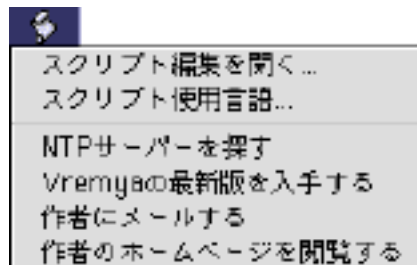 スクリプト編集を開く...
スクリプト使用言語...
NTPサーバーを探す
Vremyaの最新版を入手する
作者にメールする
作者のホームページを閲覧する